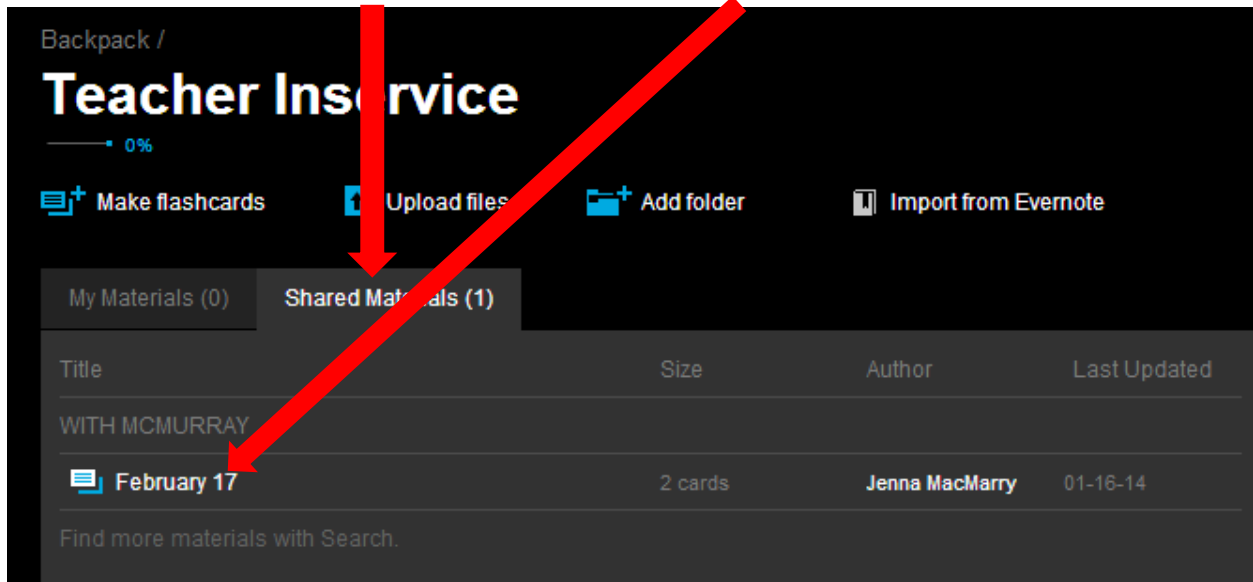 Backpack /
Teacher Inservice
0%
Make flashcards Upload files Add folder Import from Evernote
My Materials (0) Shared Materials (1)
Title Size Author Last Updated
WITH MCMURRAY
February 17 2 cards Jenna MacMarry 01-16-14
Find more materials with Search.